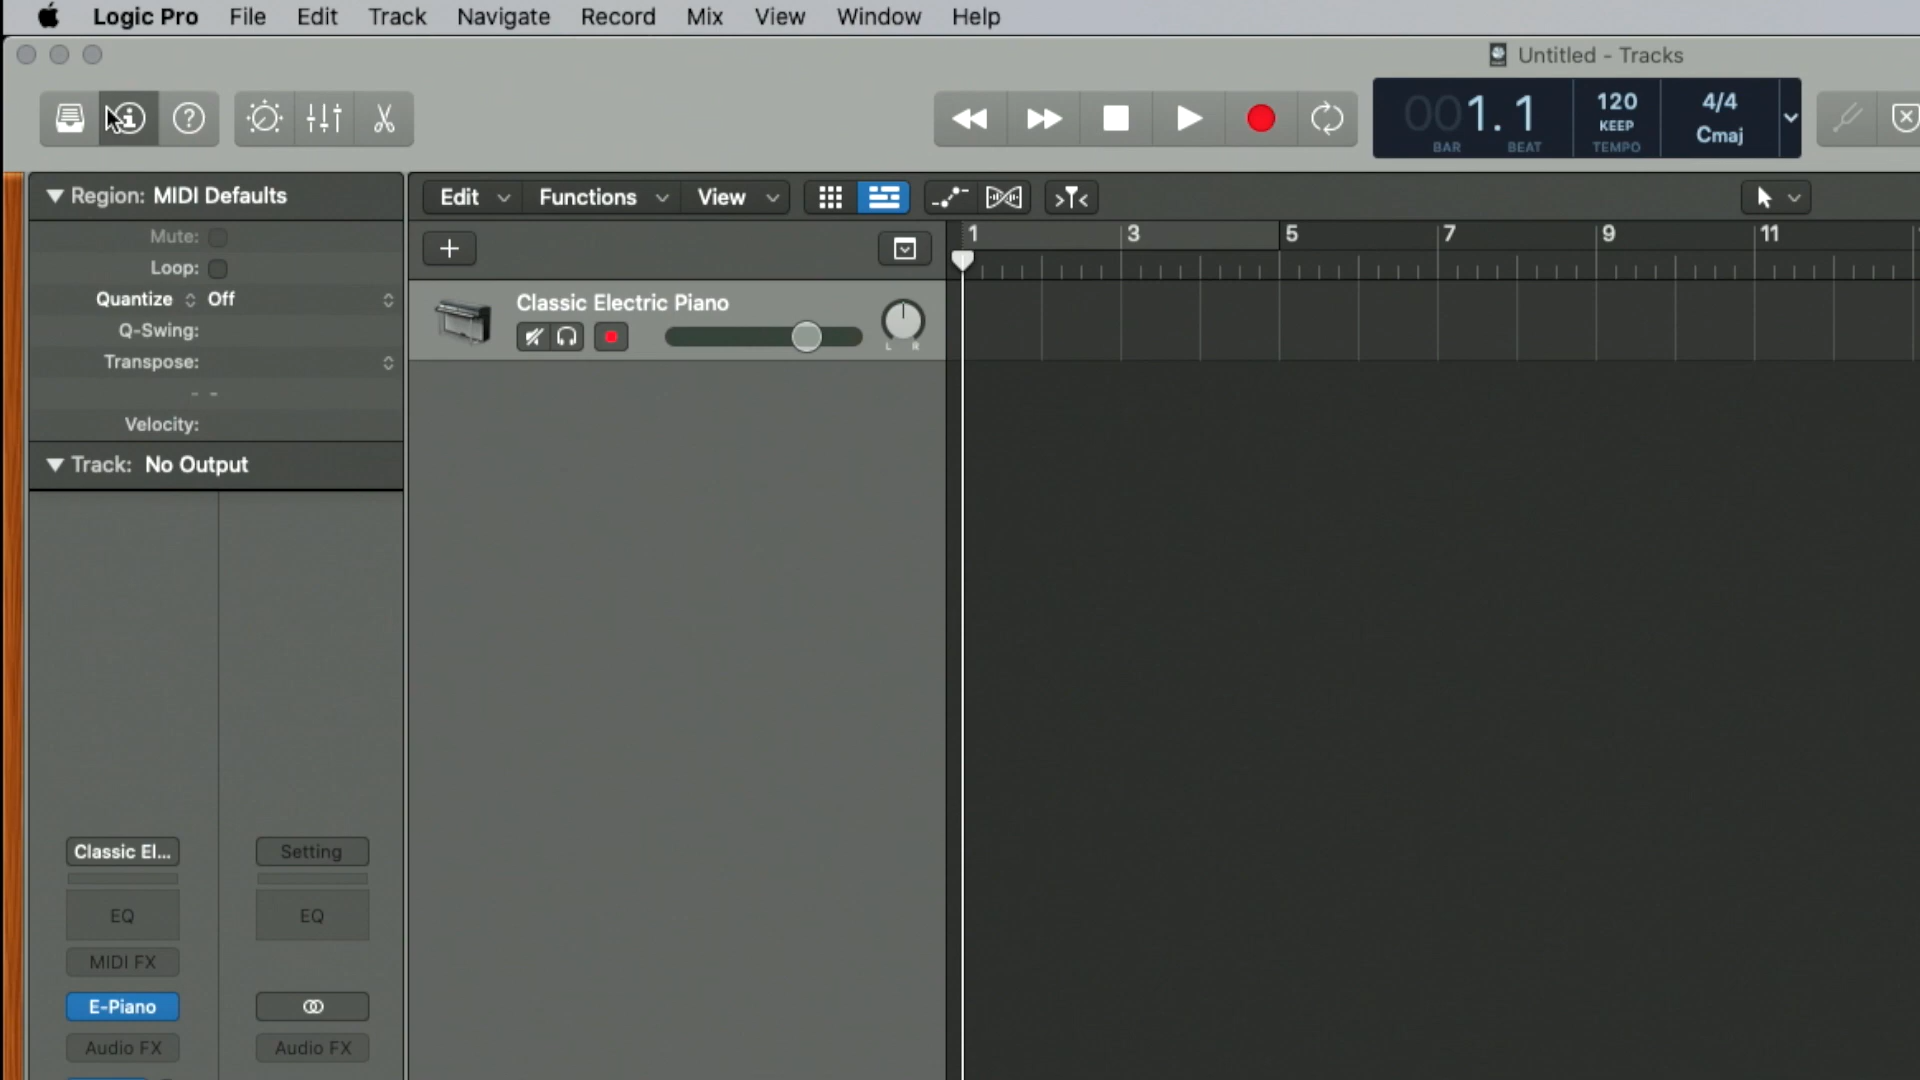 Logic Pro File Edit Track Navigate Record Mix View Window Help
Untitled - Tracks
001.1
BAR BEAT
120
KEEP
TEMPO
4/4
Cmaj
Region: MIDI Defaults
Mute:
Loop:
Quantize Off
Q-Swing:
Transpose:
- -
Velocity:
Track: No Output
Edit Functions View
1 3 5 7 9 11
Classic Electric Piano
L R
Classic El... Setting
EQ EQ
MIDI FX
E-Piano
Audio FX Audio FX